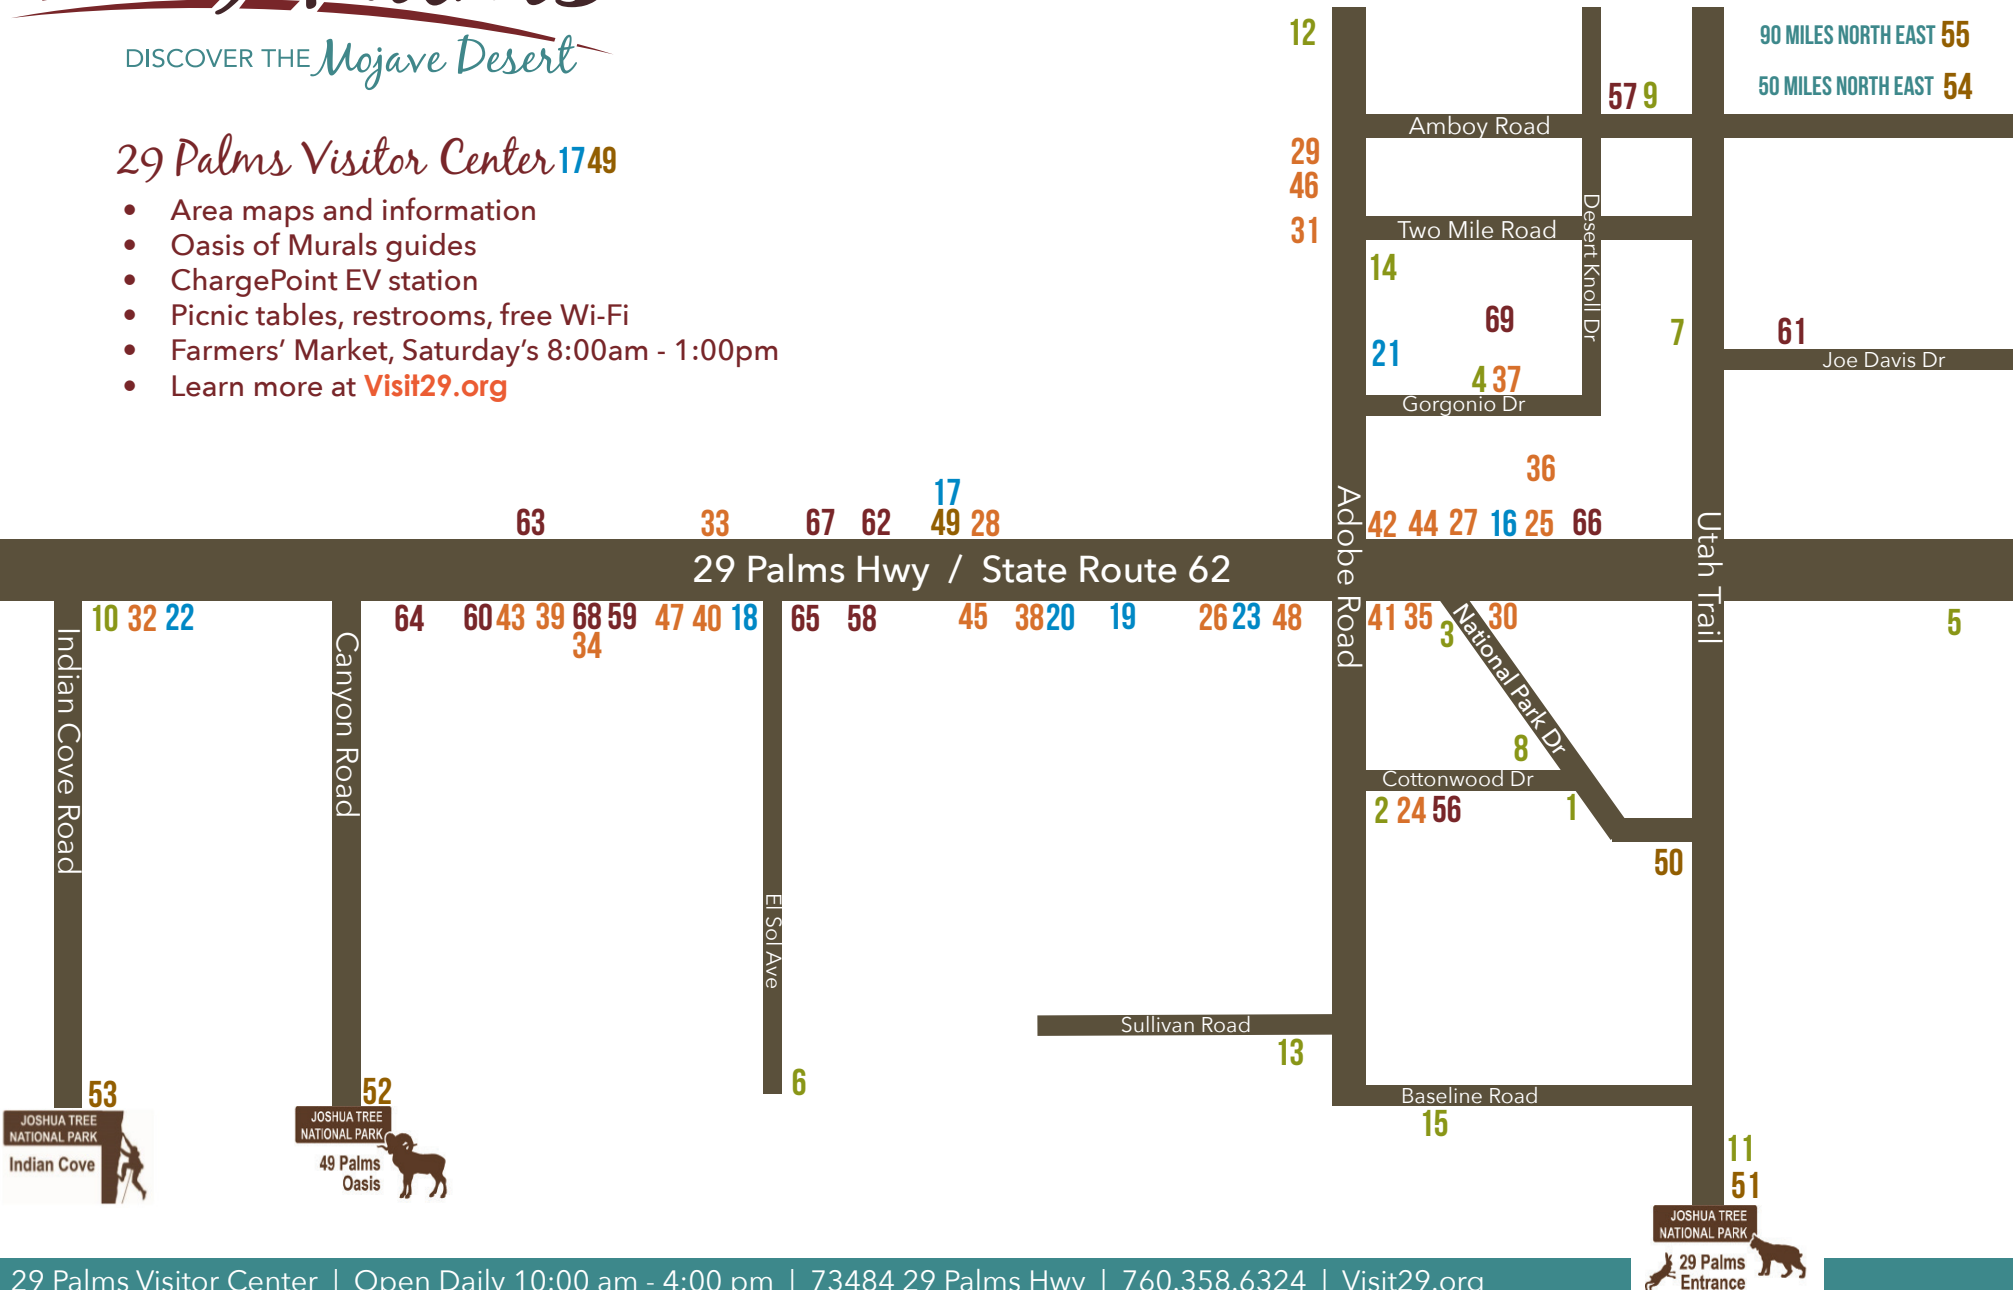 DISCOVER THE Mojave Desert
29 Palms Visitor Center 17 49
• Area maps and information
• Oasis of Murals guides
• ChargePoint EV station
• Picnic tables, restrooms, free Wi-Fi
• Farmers' Market, Saturday's 8:00am - 1:00pm
• Learn more at Visit29.org
12
90 MILES NORTH EAST 55
50 MILES NORTH EAST 54
57 9
Amboy Road
29
46
31
Two Mile Road
Desert Knoll Dr
14
69
7
61
21
Joe Davis Dr
4 37
Gorgonio Dr
36
17
63 33 67 62 49 28
42 44 27 16 25 66
Adobe Road
Utah Trail
29 Palms Hwy / State Route 62
10 32 22
64 60 43 39 68 59 47 40 18
34
65 58 45 38 20 19 26 23 48
41 35 3 30
5
Indian Cove Road
Canyon Road
National Park Dr
8
Cottonwood Dr
2 24 56
1
50
El Sol Ave
Sullivan Road
13
6
Baseline Road
15
53
JOSHUA TREE
NATIONAL PARK
Indian Cove
52
JOSHUA TREE
NATIONAL PARK
49 Palms
Oasis
11
51
JOSHUA TREE
NATIONAL PARK
29 Palms
Entrance
29 Palms Visitor Center | Open Daily 10:00 am - 4:00 pm | 73484 29 Palms Hwy | 760.358.6324 | Visit29.org